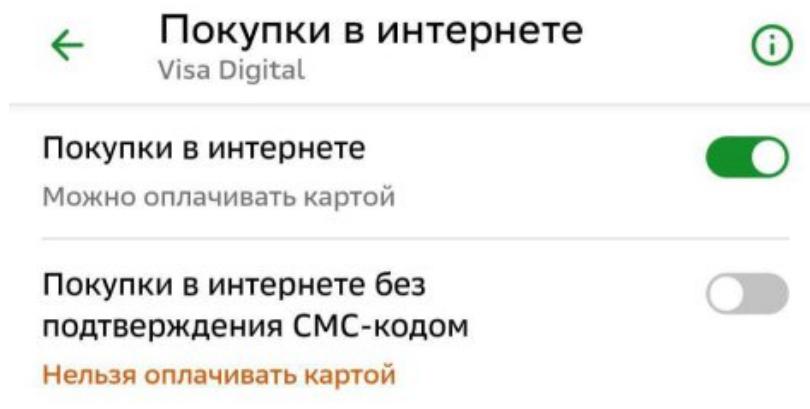 Покупки в интернете
Visa Digital
Покупки в интернете
Можно оплачивать картой
Покупки в интернете без
подтверждения СМС-кодом
Нельзя оплачивать картой